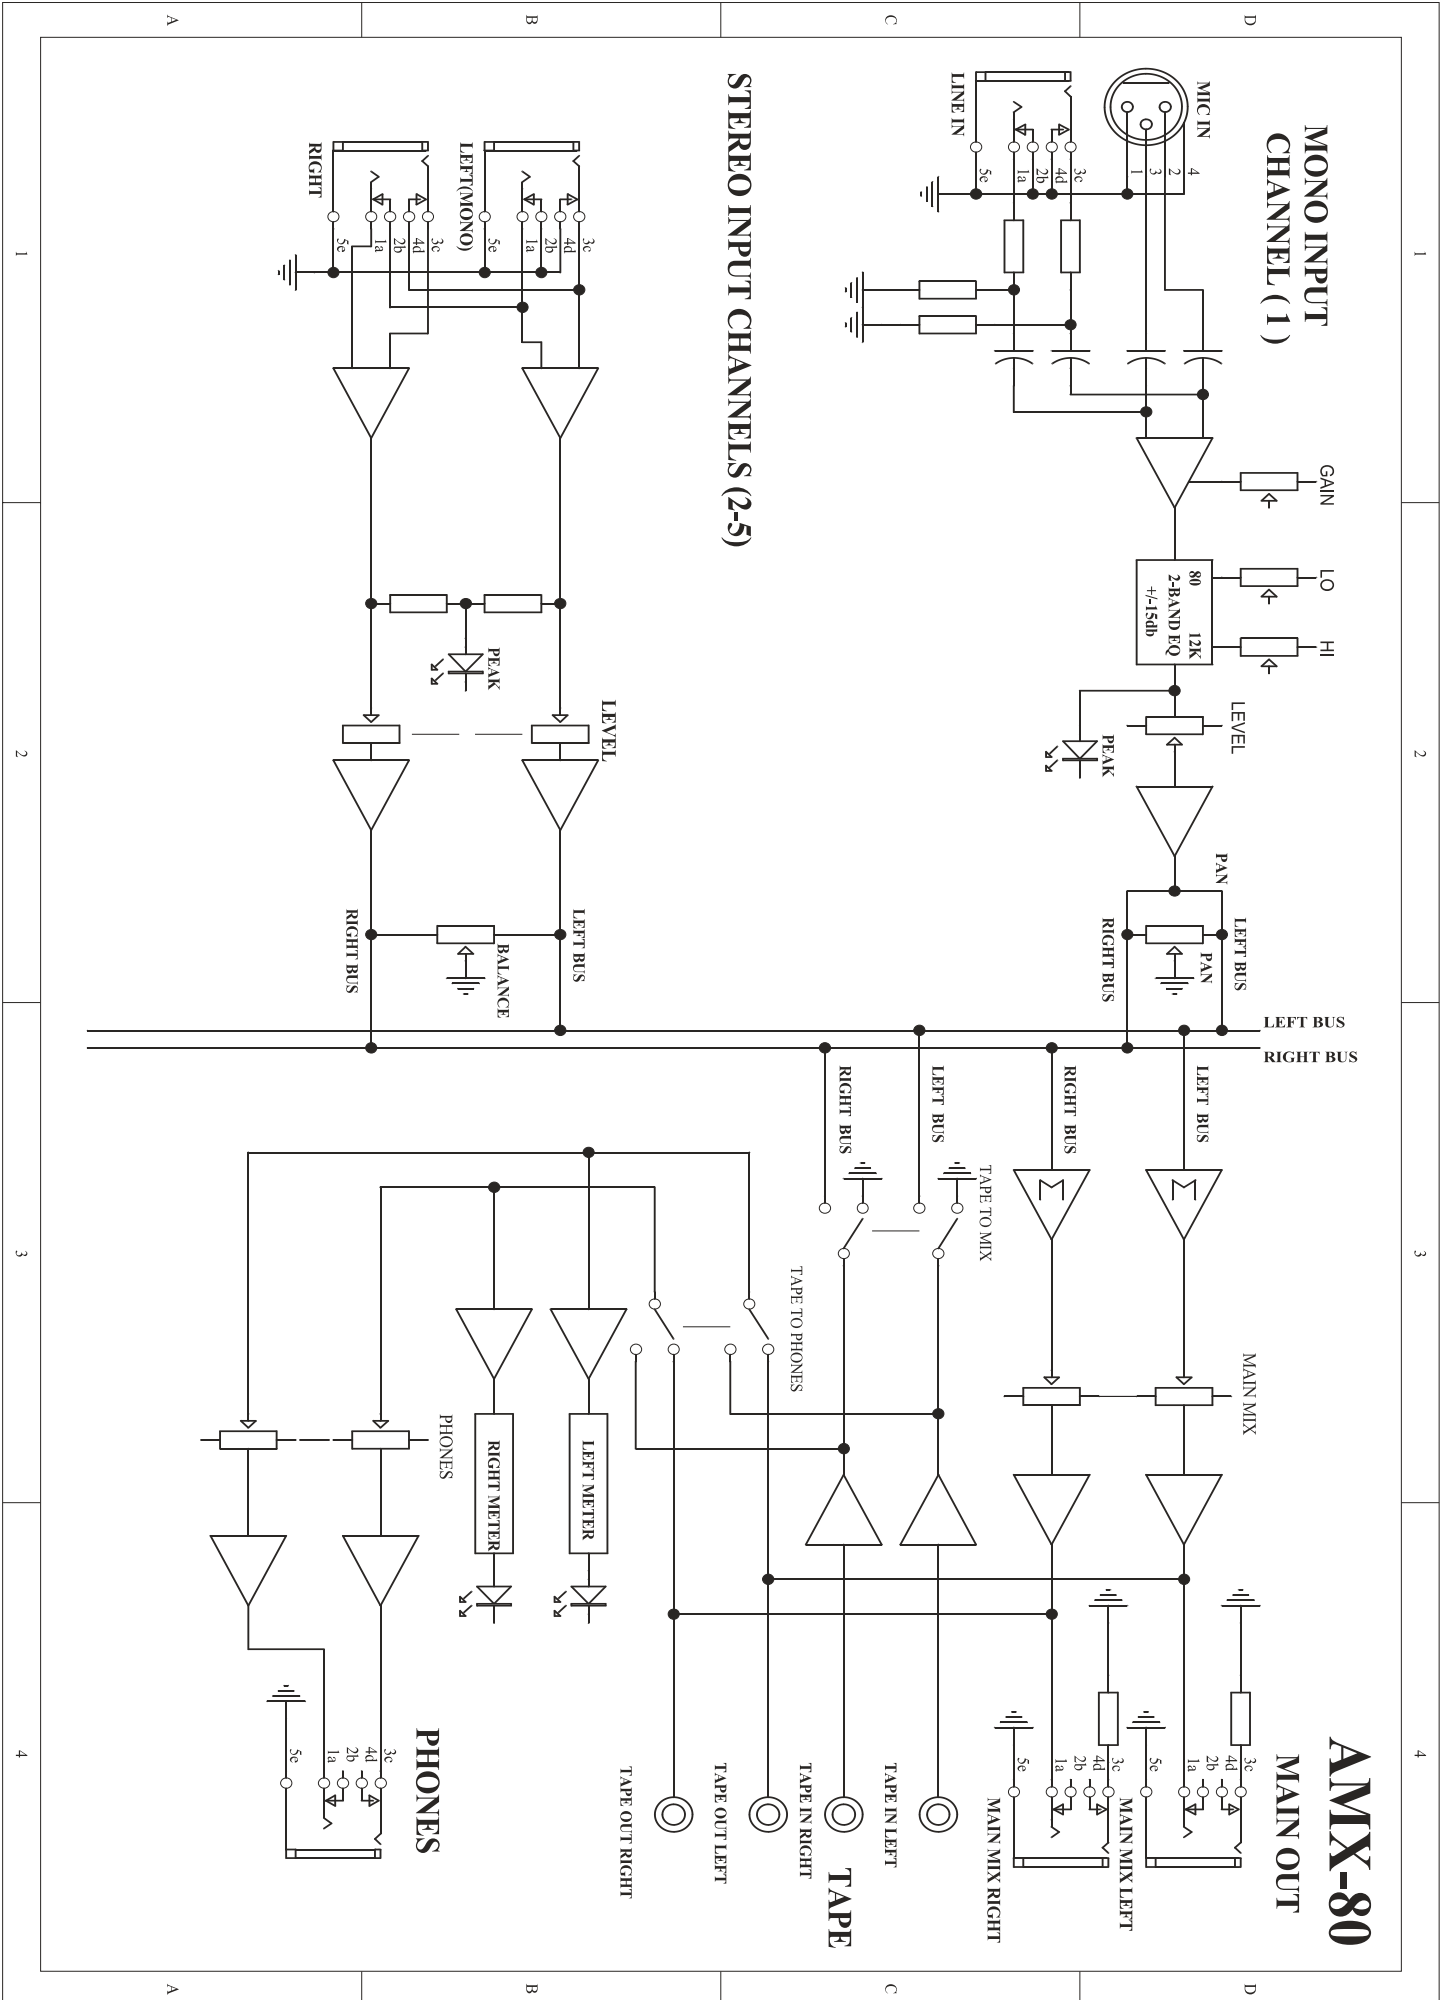 AMX-80
MONO INPUT
CHANNEL ( 1 )
MIC IN
4
2
3
1
LINE IN
3c
4d
2b
1a
5e
GAIN
LO
HI
80 12K
2-BAND EQ
+/-15db
LEVEL
PEAK
PAN
LEFT BUS
PAN
RIGHT BUS
LEFT BUS
RIGHT BUS
LEFT BUS
RIGHT BUS
MAIN MIX
MAIN OUT
3c
4d
2b
1a
5e
MAIN MIX LEFT
3c
4d
2b
1a
5e
MAIN MIX RIGHT
TAPE TO MIX
LEFT BUS
RIGHT BUS
TAPE TO PHONES
TAPE IN LEFT
TAPE
TAPE IN RIGHT
TAPE OUT LEFT
TAPE OUT RIGHT
STEREO INPUT CHANNELS (2-5)
LEFT(MONO)
3c
4d
2b
1a
5e
RIGHT
3c
4d
2b
1a
5e
PEAK
LEVEL
LEFT BUS
BALANCE
RIGHT BUS
LEFT METER
RIGHT METER
PHONES
PHONES
3c
4d
2b
1a
5e
1
2
3
4
1
2
3
4
A
B
C
D
A
B
C
D